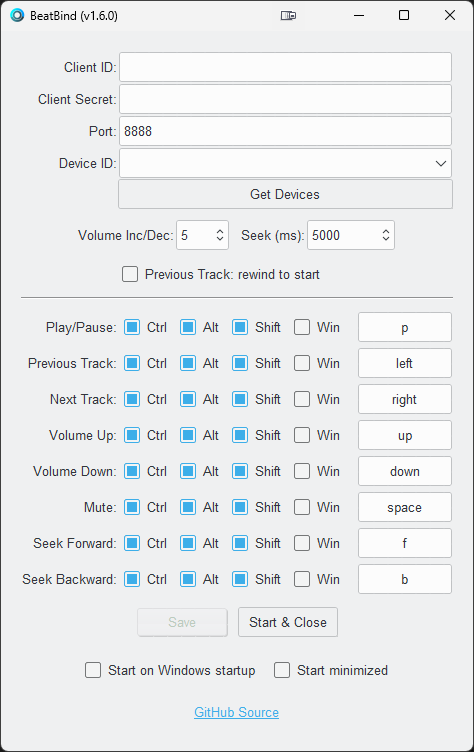 BeatBind (v1.6.0)
Client ID:
Client Secret:
Port: 8888
Device ID:
Get Devices
Volume Inc/Dec: 5 Seek (ms): 5000
Previous Track: rewind to start
Play/Pause: Ctrl Alt Shift Win p
Previous Track: Ctrl Alt Shift Win left
Next Track: Ctrl Alt Shift Win right
Volume Up: Ctrl Alt Shift Win up
Volume Down: Ctrl Alt Shift Win down
Mute: Ctrl Alt Shift Win space
Seek Forward: Ctrl Alt Shift Win f
Seek Backward: Ctrl Alt Shift Win b
Save Start & Close
Start on Windows startup Start minimized
GitHub Source